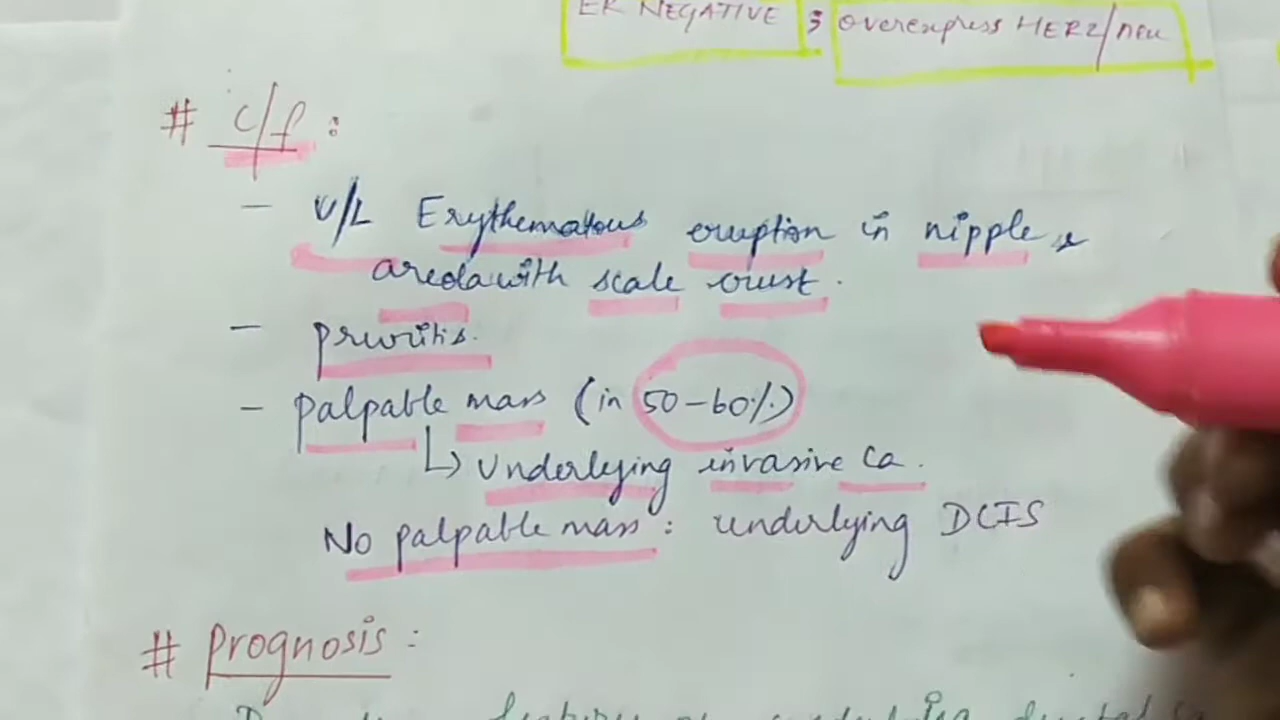 ER NEGATIVE ; overexpress HER2/neu
# c/f :
- U/L Erythematous eruption in nipple &
areola with scale crust.
- pruritis.
- palpable mass (in 50-60%)
↳ underlying invasive Ca.
No palpable mass : underlying DCIS
# Prognosis :